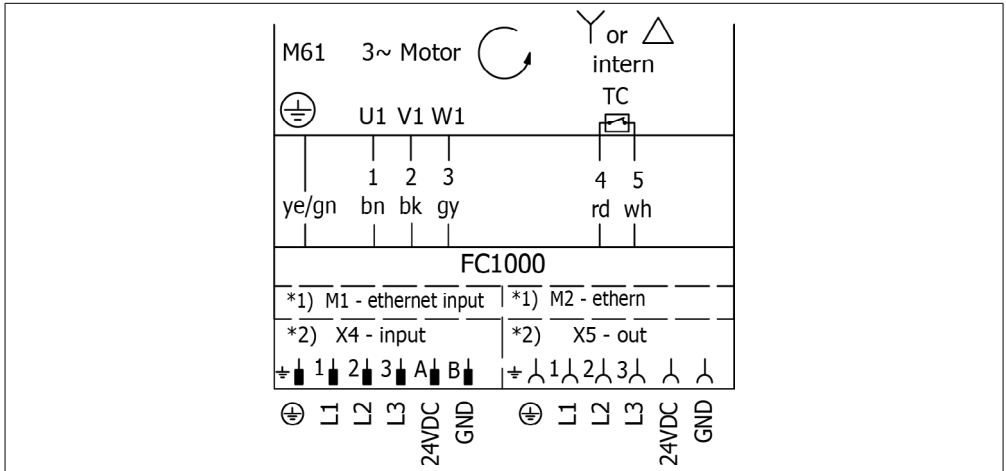 M61 3~ Motor or
intern
TC
U1 V1 W1
1 2 3 4 5
ye/gn bn bk gy rd wh
FC1000
*1) M1 - ethernet input *1) M2 - ethern
*2) X4 - input *2) X5 - out
1 2 3 A B 1 2 3
L1 L2 L3 24VDC GND L1 L2 L3 24VDC GND